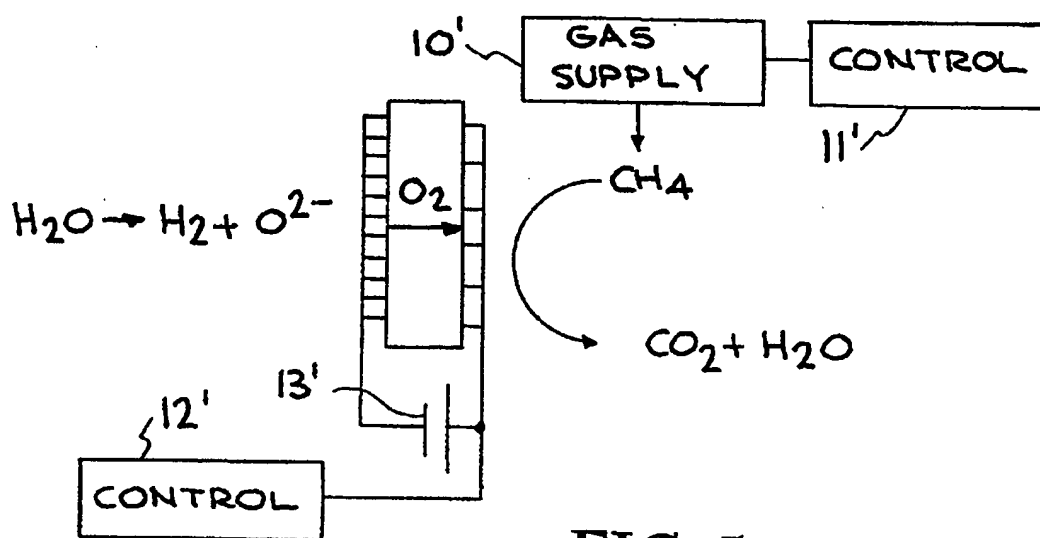 10'
GAS
SUPPLY
CONTROL
11'
CH4
O2
H2O → H2 + O2-
CO2 + H2O
13'
12'
CONTROL